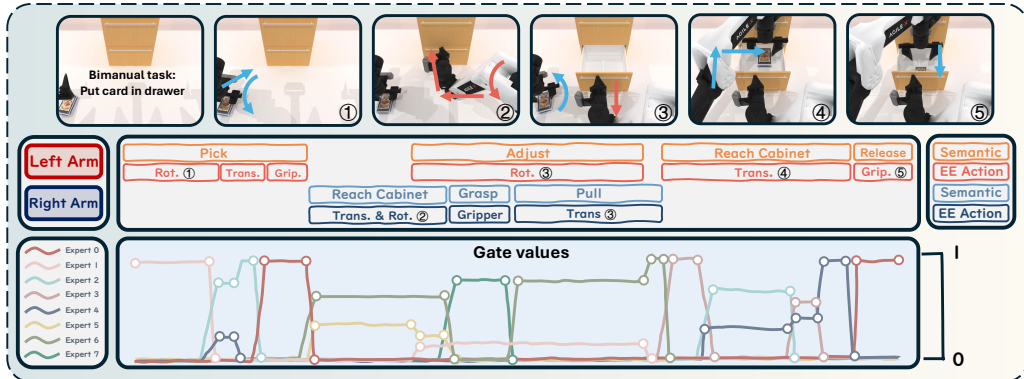 Bimanual task:
Put card in drawer
①
②
③
④
⑤
Left Arm
Right Arm
Pick
Adjust
Reach Cabinet
Release
Rot. ①
Trans.
Grip.
Rot. ③
Trans. ④
Grip. ⑤
Reach Cabinet
Grasp
Pull
Trans. & Rot. ②
Gripper
Trans ③
Semantic
EE Action
Semantic
EE Action
Expert 0
Expert 1
Expert 2
Expert 3
Expert 4
Expert 5
Expert 6
Expert 7
Gate values
1
0
AGILE